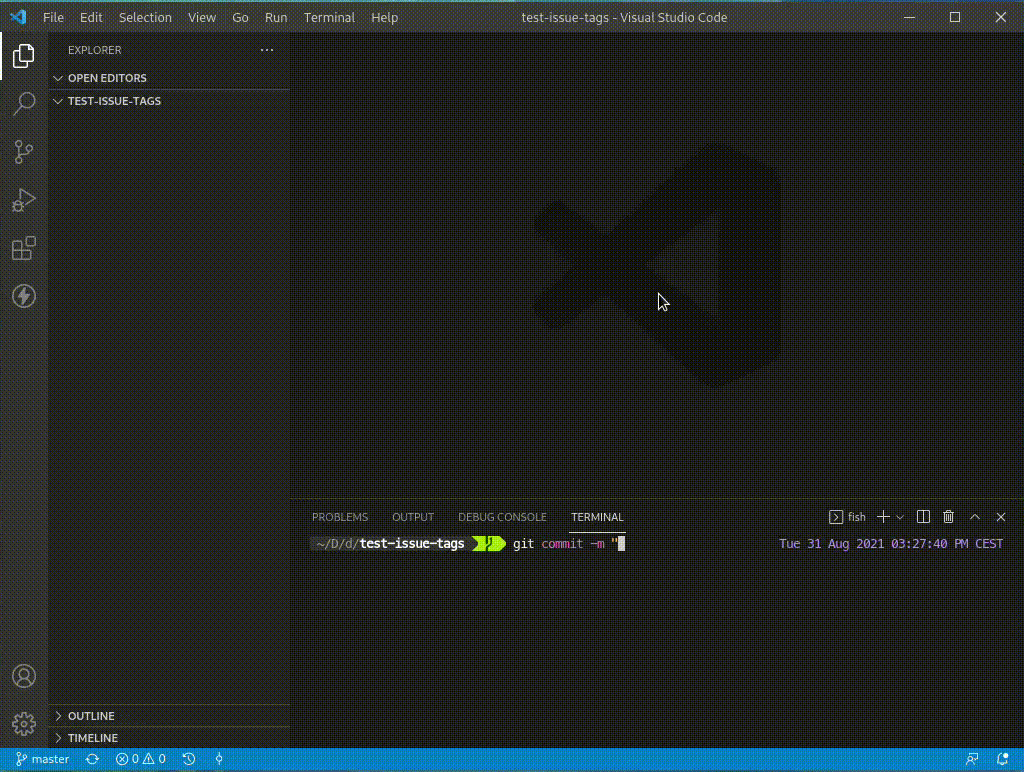 File Edit Selection View Go Run Terminal Help test-issue-tags - Visual Studio Code
EXPLORER
OPEN EDITORS
TEST-ISSUE-TAGS
PROBLEMS OUTPUT DEBUG CONSOLE TERMINAL fish
~/D/d/test-issue-tags git commit -m " Tue 31 Aug 2021 03:27:40 PM CEST
OUTLINE
TIMELINE
master 0 0